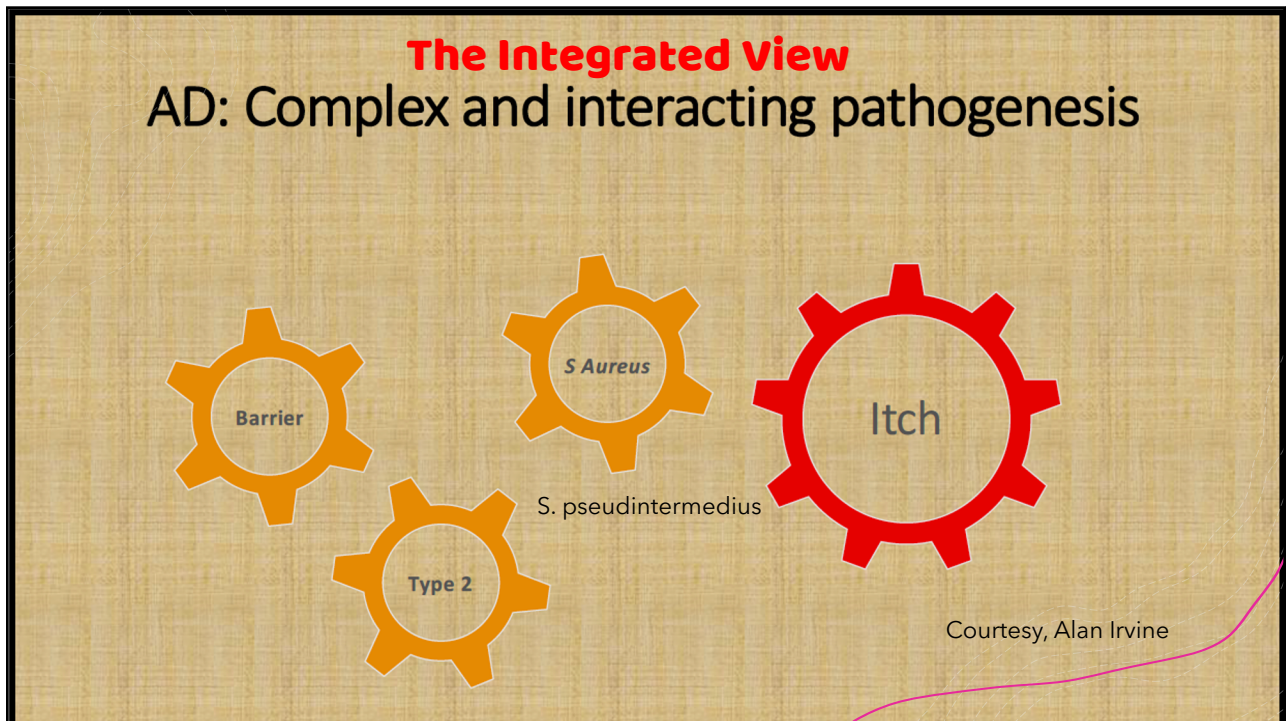 The Integrated View
AD: Complex and interacting pathogenesis
Barrier
S Aureus
Itch
S. pseudintermedius
Type 2
Courtesy, Alan Irvine